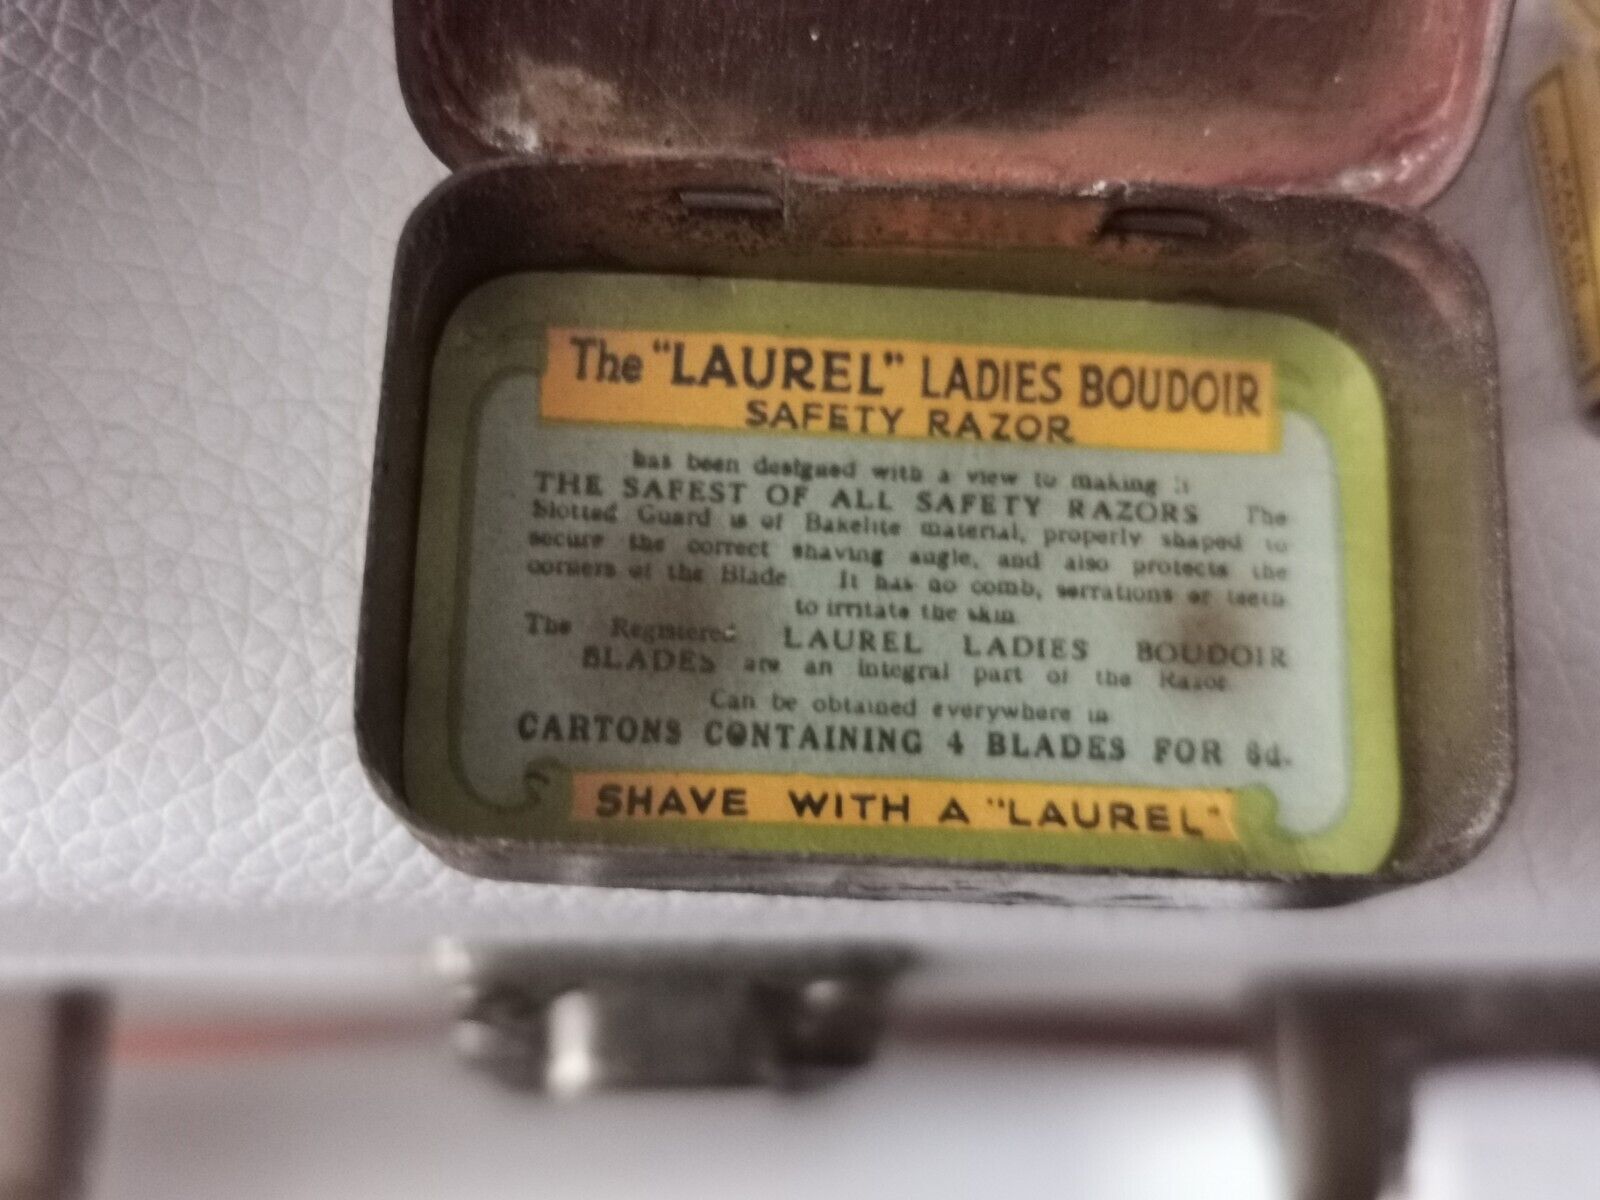 The "LAUREL" LADIES BOUDOIR
SAFETY RAZOR
has been designed with a view to making it
THE SAFEST OF ALL SAFETY RAZORS The
Slotted Guard is of Bakelite material, properly shaped to
secure the correct shaving angle, and also protects the
corners of the Blade. It has no comb, serrations or teeth
to irritate the skin.
The Registered LAUREL LADIES BOUDOIR
BLADES are an integral part of the Razor.
Can be obtained everywhere in
CARTONS CONTAINING 4 BLADES FOR 6d.
SHAVE WITH A "LAUREL"